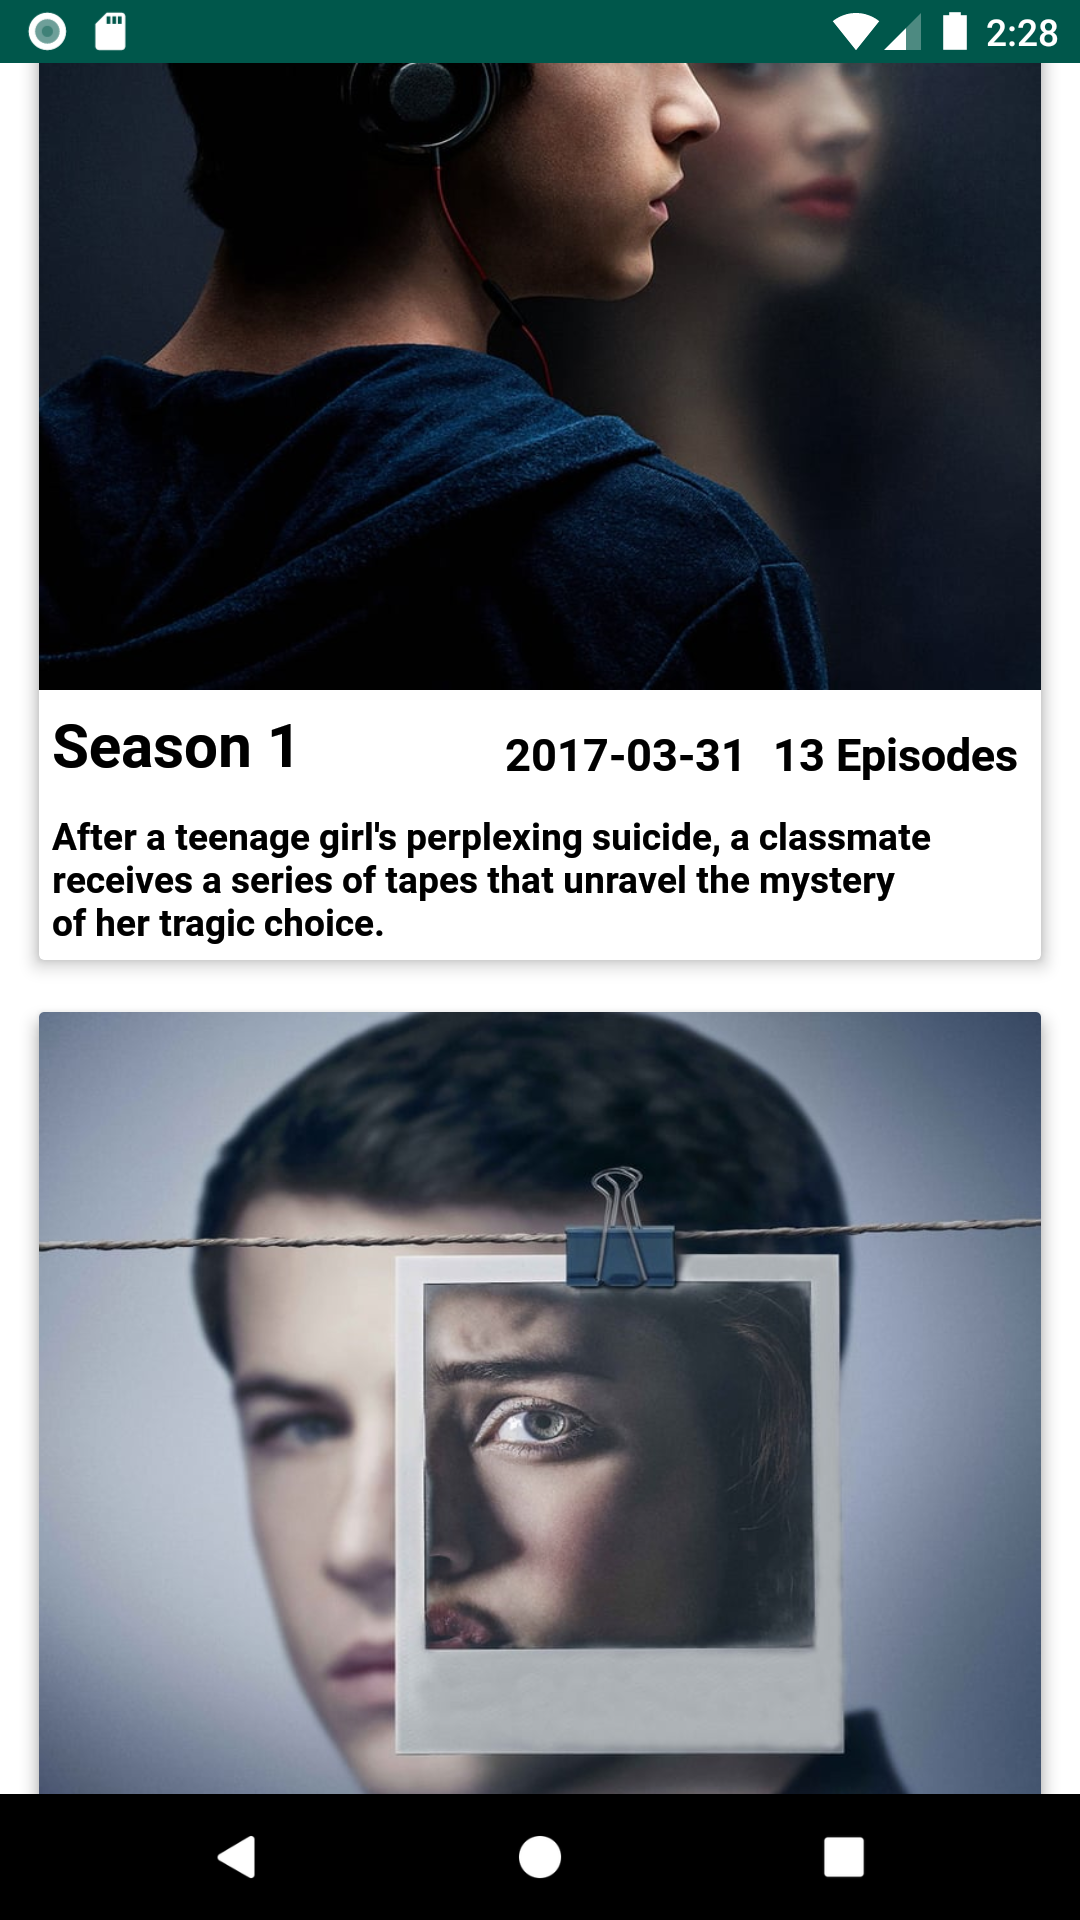 2:28
Season 1
2017-03-31 13 Episodes
After a teenage girl's perplexing suicide, a classmate
receives a series of tapes that unravel the mystery
of her tragic choice.